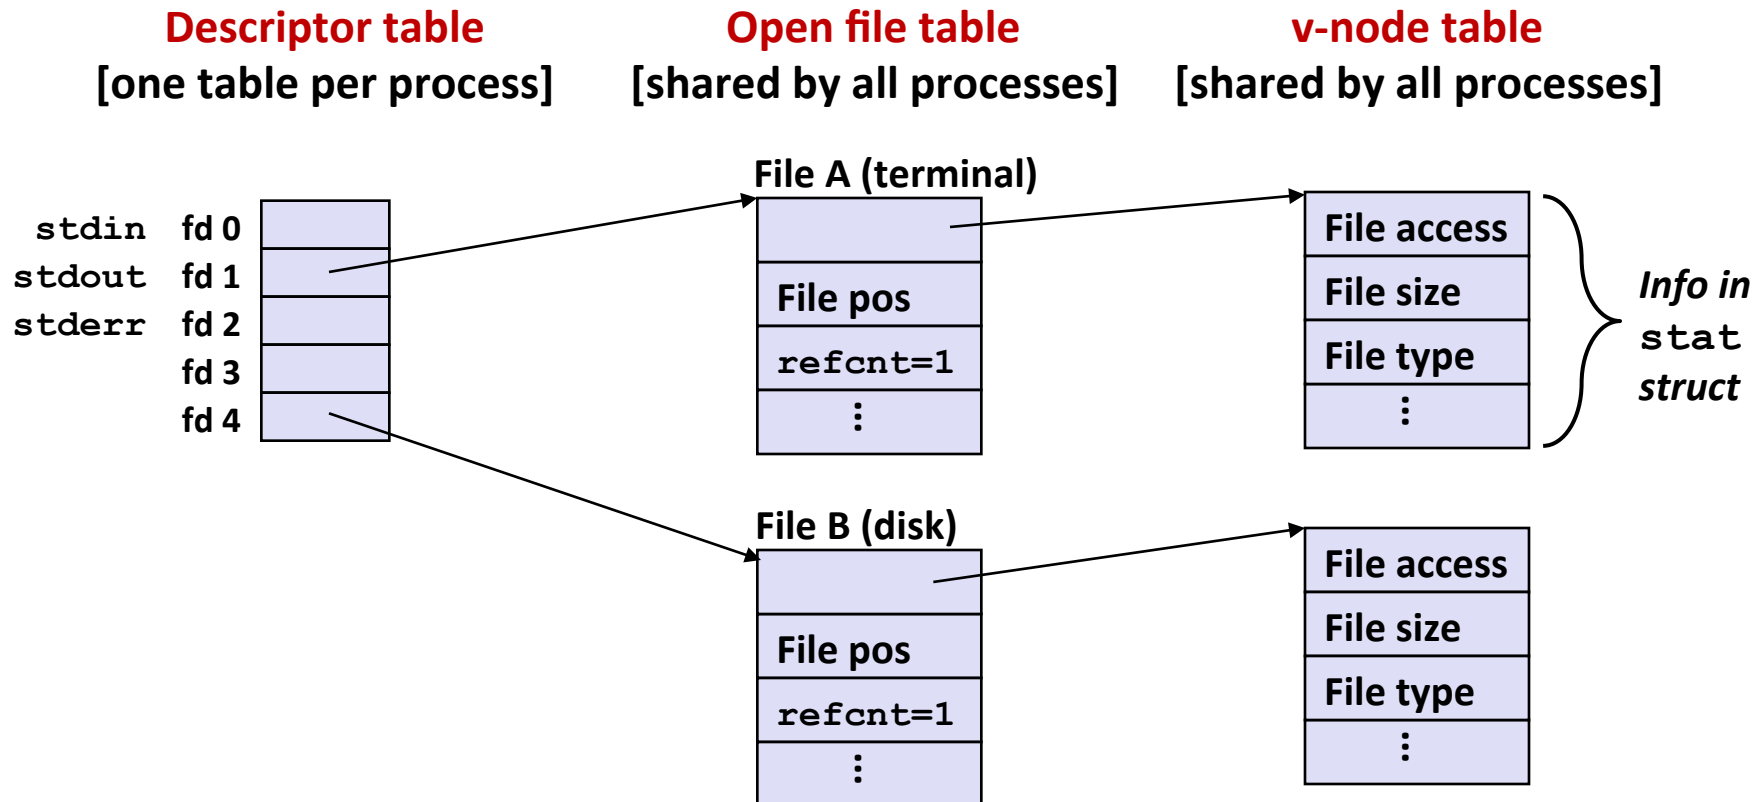 Descriptor table
[one table per process]
Open file table
[shared by all processes]
v-node table
[shared by all processes]
stdin fd 0
stdout fd 1
stderr fd 2
fd 3
fd 4
File A (terminal)
File pos
refcnt=1
⋮
File B (disk)
File pos
refcnt=1
⋮
File access
File size
File type
⋮
Info in
stat
struct
File access
File size
File type
⋮